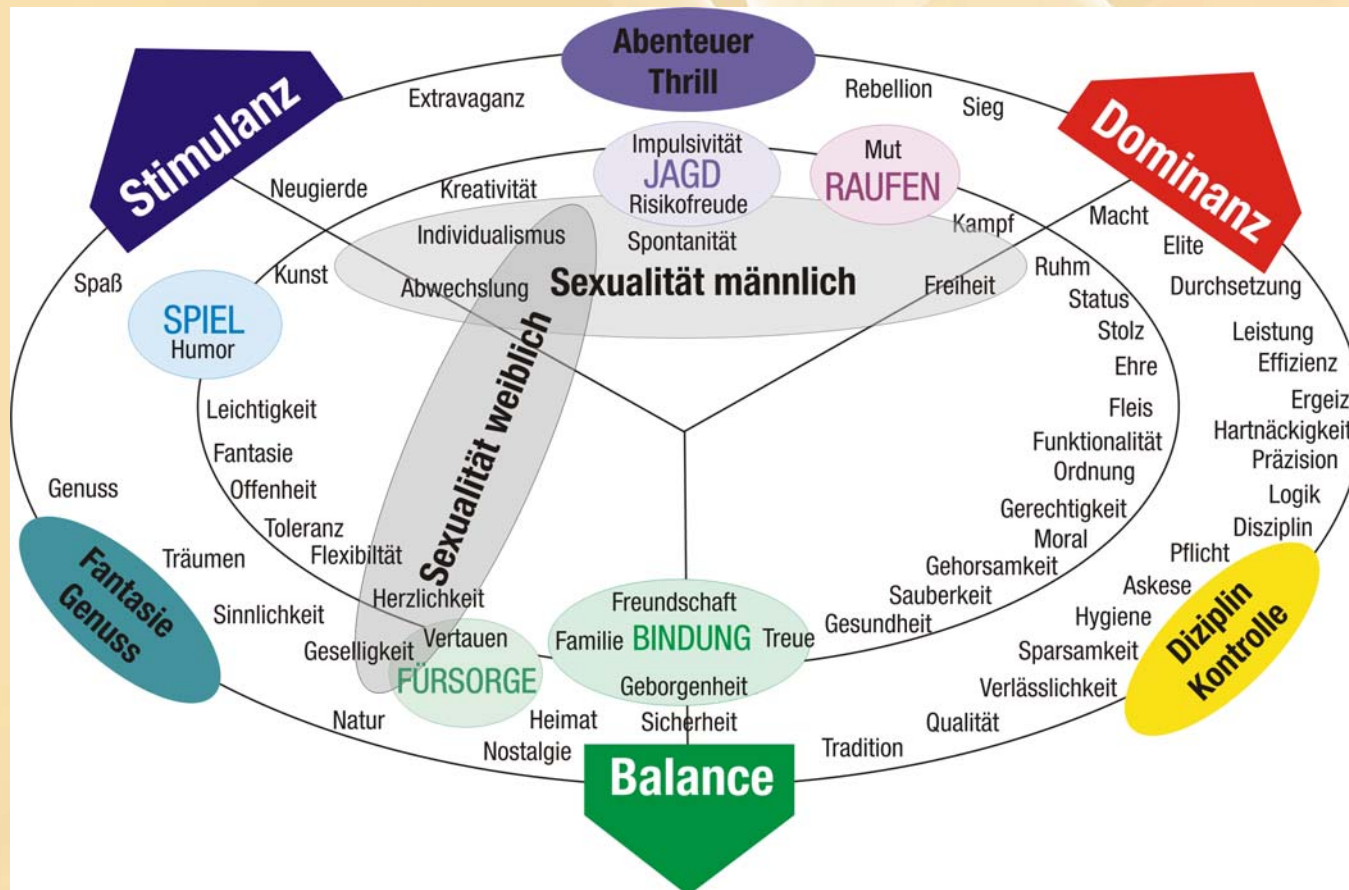 Abenteuer
Thrill
Stimulanz
Dominanz
Extravaganz
Rebellion
Sieg
Impulsivität
JAGD
Risikofreude
Mut
RAUFEN
Neugierde
Kreativität
Kampf
Macht
Individualismus
Spontanität
Elite
Spaß
Kunst
Abwechslung
Sexualität männlich
Freiheit
Ruhm
Durchsetzung
Status
SPIEL
Humor
Stolz
Leistung
Effizienz
Ehre
Sexualität weiblich
Leichtigkeit
Fleis
Ergeiz
Hartnäckigkeit
Fantasie
Funktionalität
Präzision
Ordnung
Genuss
Offenheit
Logik
Gerechtigkeit
Toleranz
Disziplin
Moral
Träumen
Flexibiltät
Pflicht
Gehorsamkeit
Fantasie
Genuss
Askese
Herzlichkeit
Sauberkeit
Sinnlichkeit
Freundschaft
Hygiene
Gesundheit
Diziplin
Kontrolle
Vertauen
Familie BINDUNG Treue
Geselligkeit
Sparsamkeit
FÜRSORGE
Geborgenheit
Verlässlichkeit
Natur
Heimat
Sicherheit
Qualität
Nostalgie
Tradition
Balance